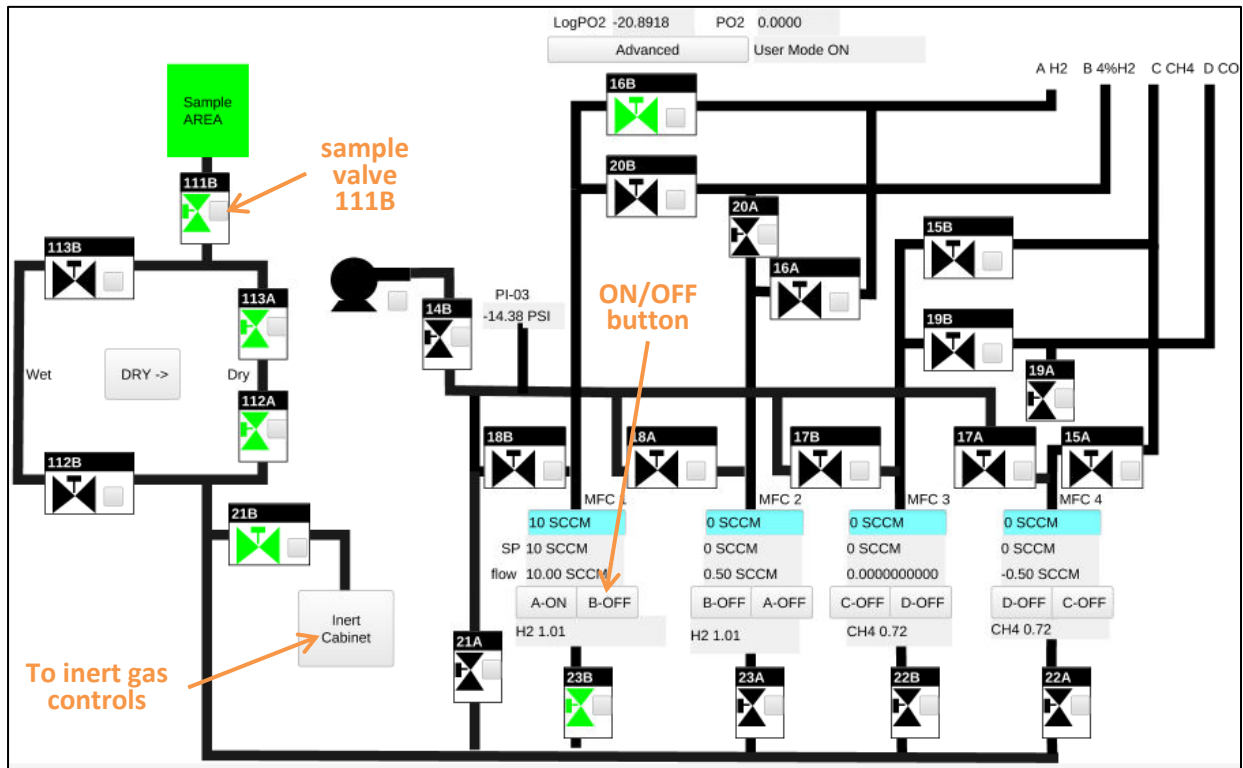 LogPO2 -20.8918 PO2 0.0000
Advanced User Mode ON
A H2 B 4%H2 C CH4 D CO
16B
Sample
AREA
sample
valve
111B
20B
111B
20A
15B
113B
16A
113A
PI-03
-14.38 PSI
14B
ON/OFF
button
19B
Wet
DRY ->
Dry
19A
112A
18B
18A
17B
17A
15A
112B
MFC 1 MFC 2 MFC 3 MFC 4
21B
10 SCCM 0 SCCM 0 SCCM 0 SCCM
SP 10 SCCM 0 SCCM 0 SCCM 0 SCCM
flow 10.00 SCCM 0.50 SCCM 0.0000000000 -0.50 SCCM
A-ON B-OFF B-OFF A-OFF C-OFF D-OFF D-OFF C-OFF
H2 1.01 H2 1.01 CH4 0.72 CH4 0.72
Inert
Cabinet
21A
To inert gas
controls
23B
23A
22B
22A